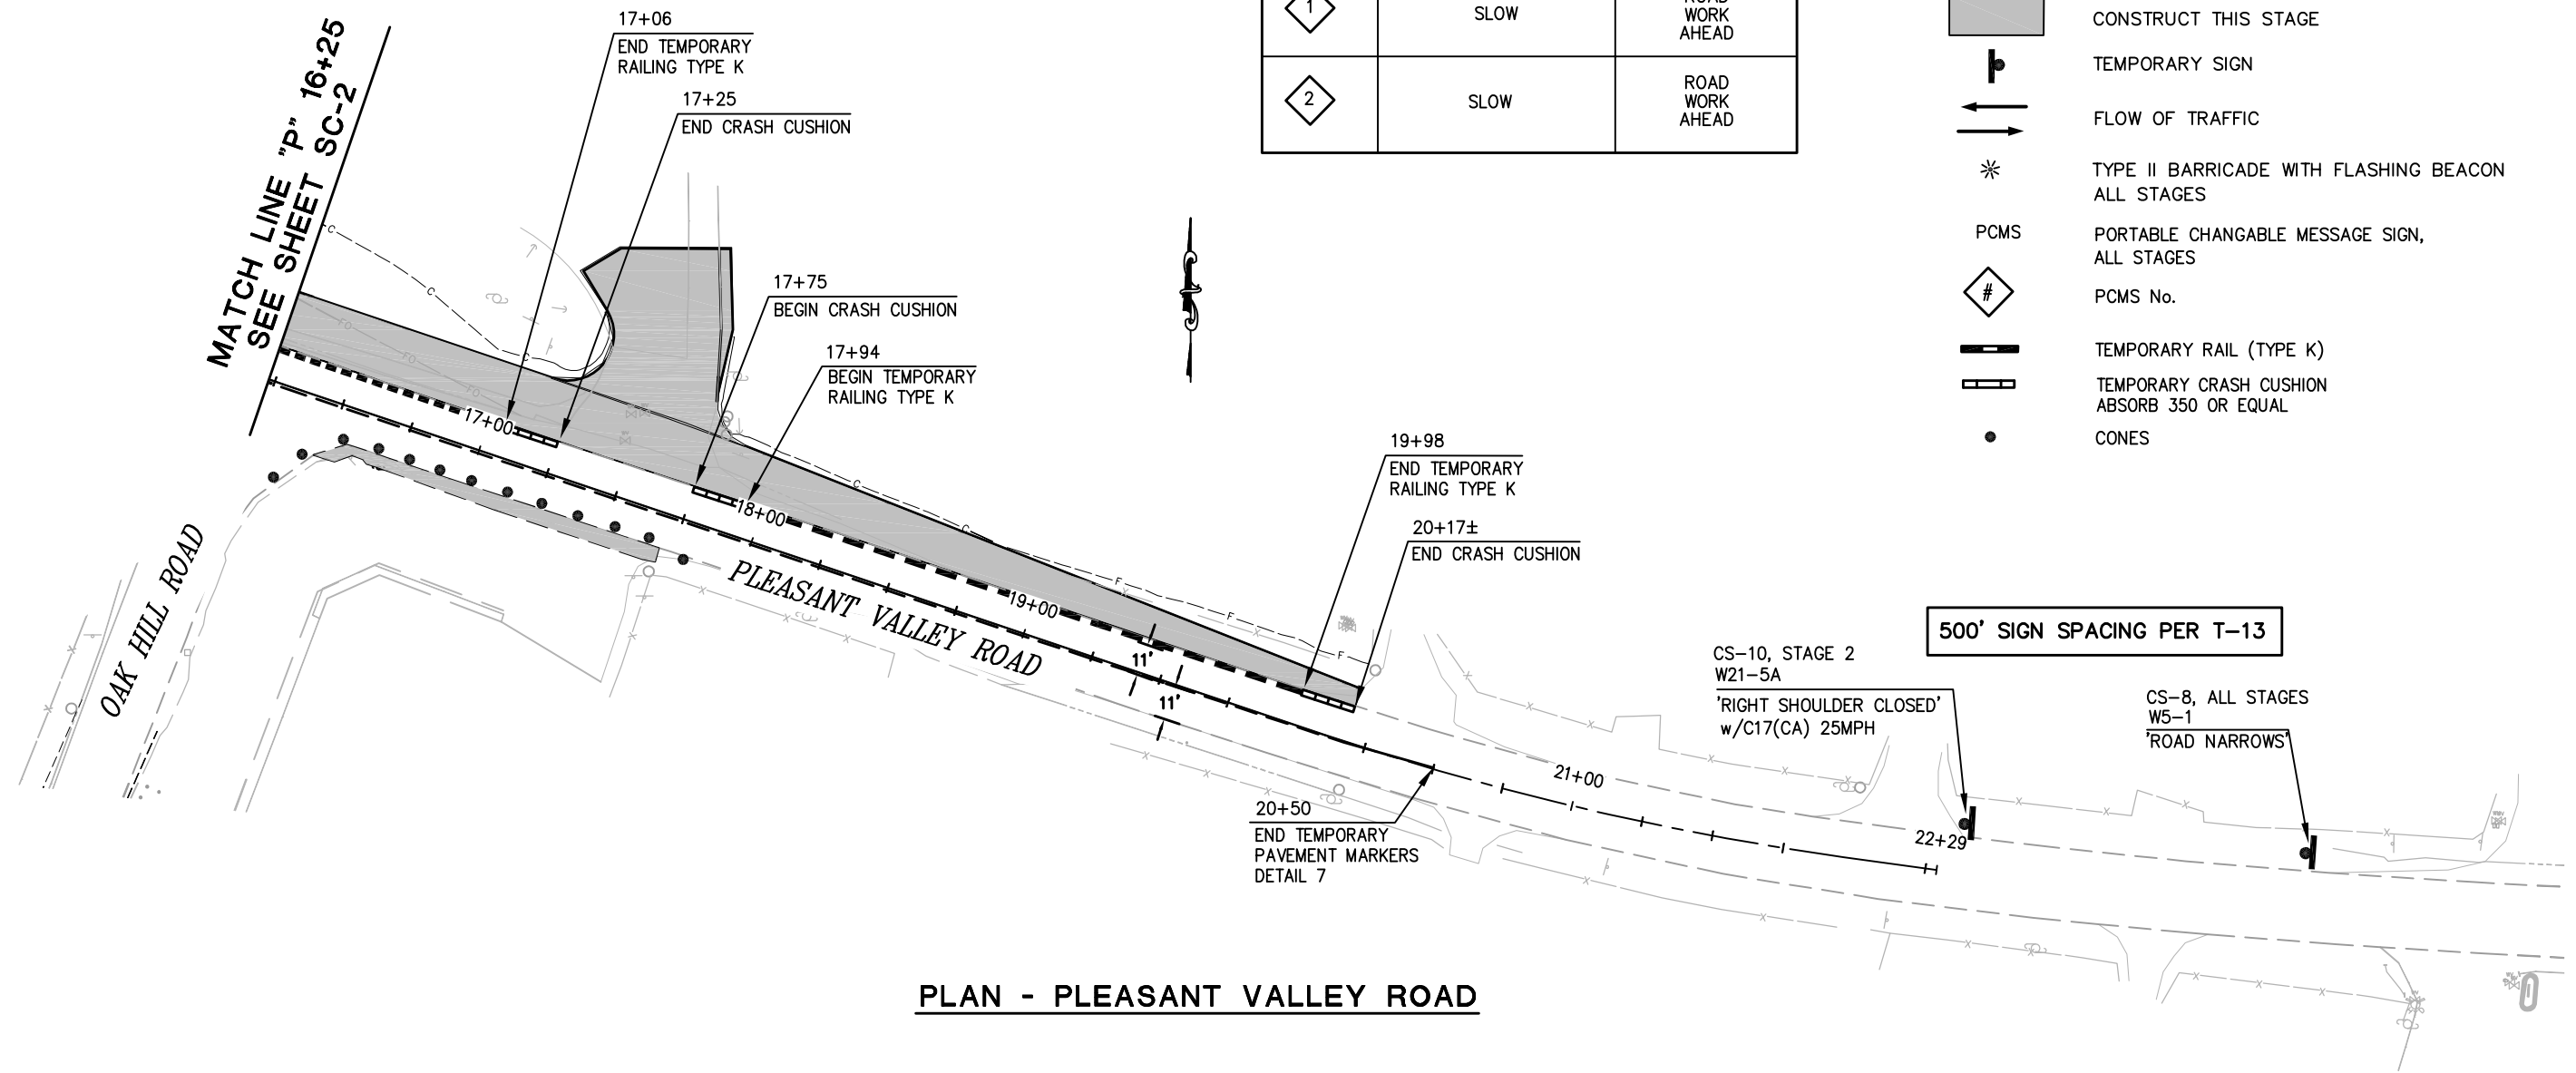 MATCH LINE "P" 16+25
SEE SHEET SC-2
17+06
END TEMPORARY
RAILING TYPE K
17+25
END CRASH CUSHION
17+75
BEGIN CRASH CUSHION
17+94
BEGIN TEMPORARY
RAILING TYPE K
19+98
END TEMPORARY
RAILING TYPE K
20+17±
END CRASH CUSHION
1
SLOW
ROAD
WORK
AHEAD
2
SLOW
ROAD
WORK
AHEAD
CONSTRUCT THIS STAGE
TEMPORARY SIGN
FLOW OF TRAFFIC
TYPE II BARRICADE WITH FLASHING BEACON
ALL STAGES
PCMS
PORTABLE CHANGABLE MESSAGE SIGN,
ALL STAGES
#
PCMS No.
TEMPORARY RAIL (TYPE K)
TEMPORARY CRASH CUSHION
ABSORB 350 OR EQUAL
CONES
17+00
18+00
19+00
21+00
22+29
11'
11'
OAK HILL ROAD
PLEASANT VALLEY ROAD
500' SIGN SPACING PER T-13
CS-10, STAGE 2
W21-5A
'RIGHT SHOULDER CLOSED'
w/C17(CA) 25MPH
CS-8, ALL STAGES
W5-1
'ROAD NARROWS'
20+50
END TEMPORARY
PAVEMENT MARKERS
DETAIL 7
PLAN - PLEASANT VALLEY ROAD